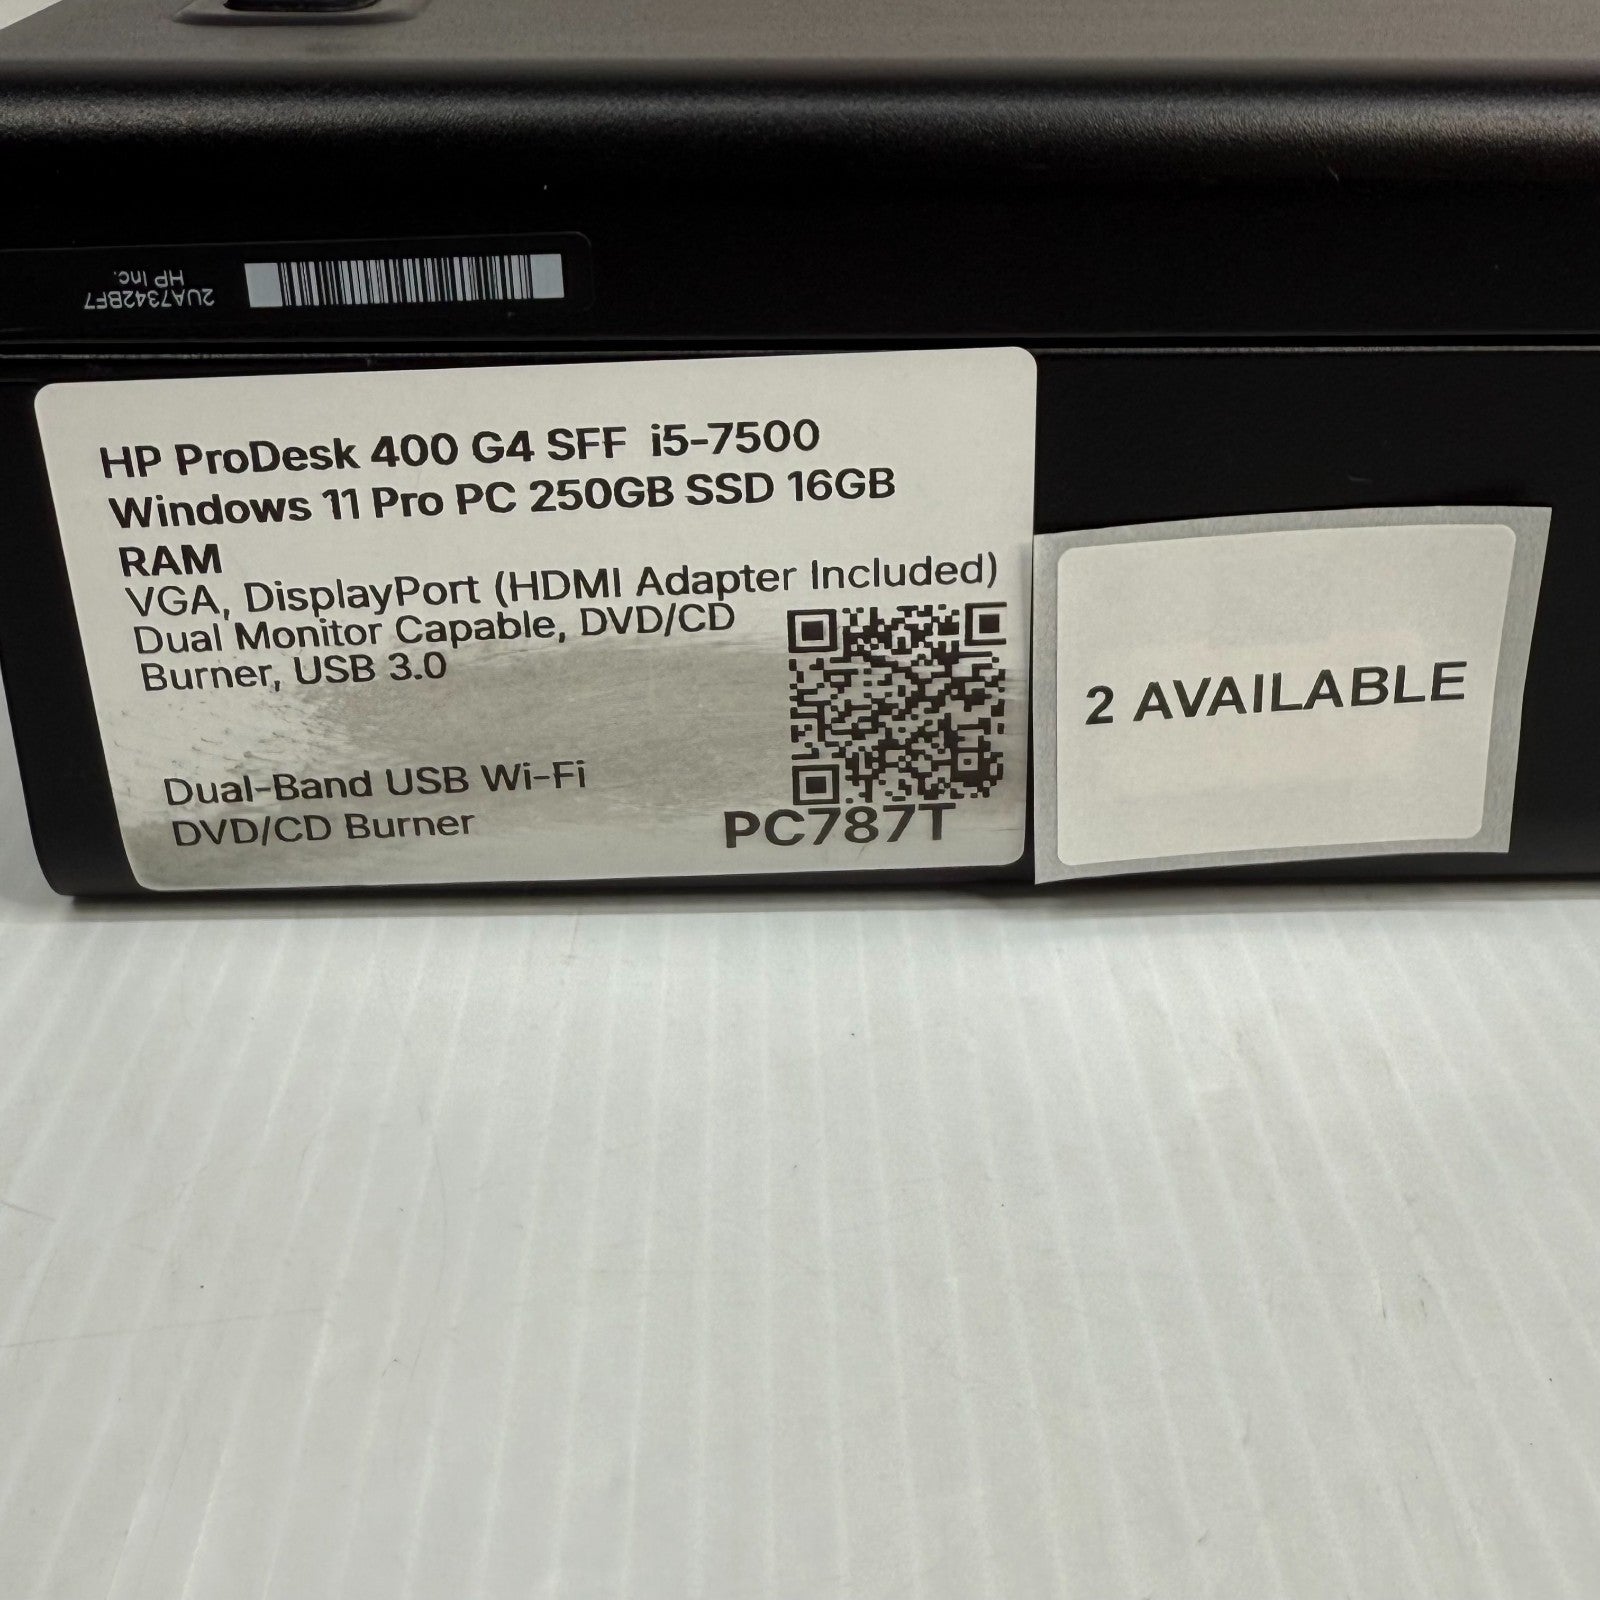 HP Inc.
2UA7342BF7
HP ProDesk 400 G4 SFF i5-7500
Windows 11 Pro PC 250GB SSD 16GB
RAM
VGA, DisplayPort (HDMI Adapter Included)
Dual Monitor Capable, DVD/CD
Burner, USB 3.0
Dual-Band USB Wi-Fi
DVD/CD Burner
PC787T
2 AVAILABLE